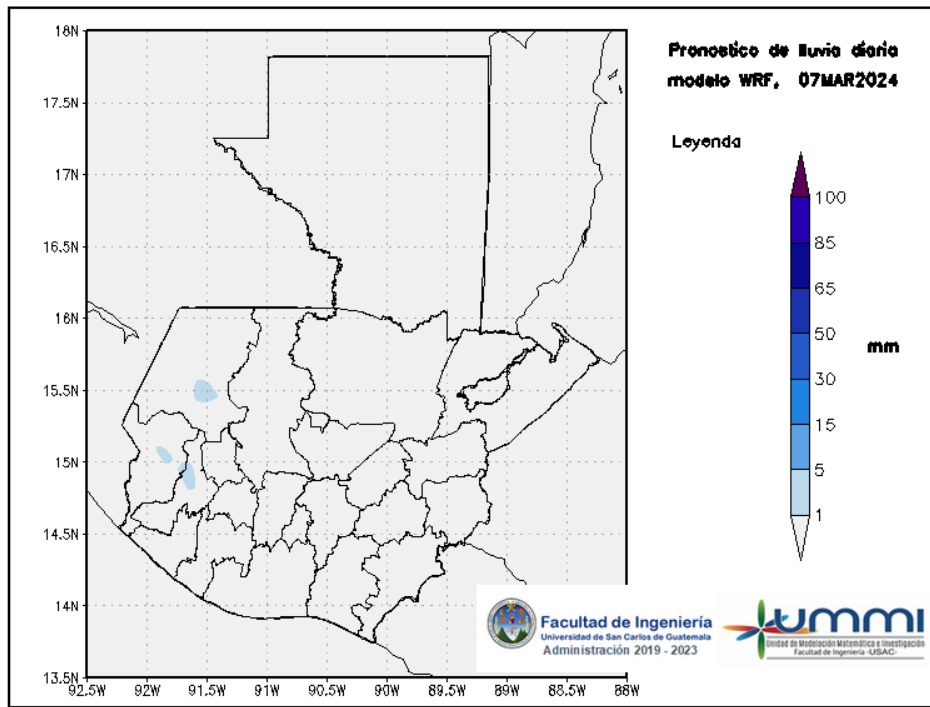 Pronostico de lluvia diaria
modelo WRF, 07MAR2024
Leyenda
100
85
65
50
30
15
5
1
mm
18N
17.5N
17N
16.5N
16N
15.5N
15N
14.5N
14N
13.5N
92.5W 92W 91.5W 91W 90.5W 90W 89.5W 89W 88.5W 88W
Facultad de Ingeniería
Universidad de San Carlos de Guatemala
Administración 2019 - 2023
UMMI
Unidad de Modelación Matemática e Investigación
Facultad de Ingeniería -USAC-